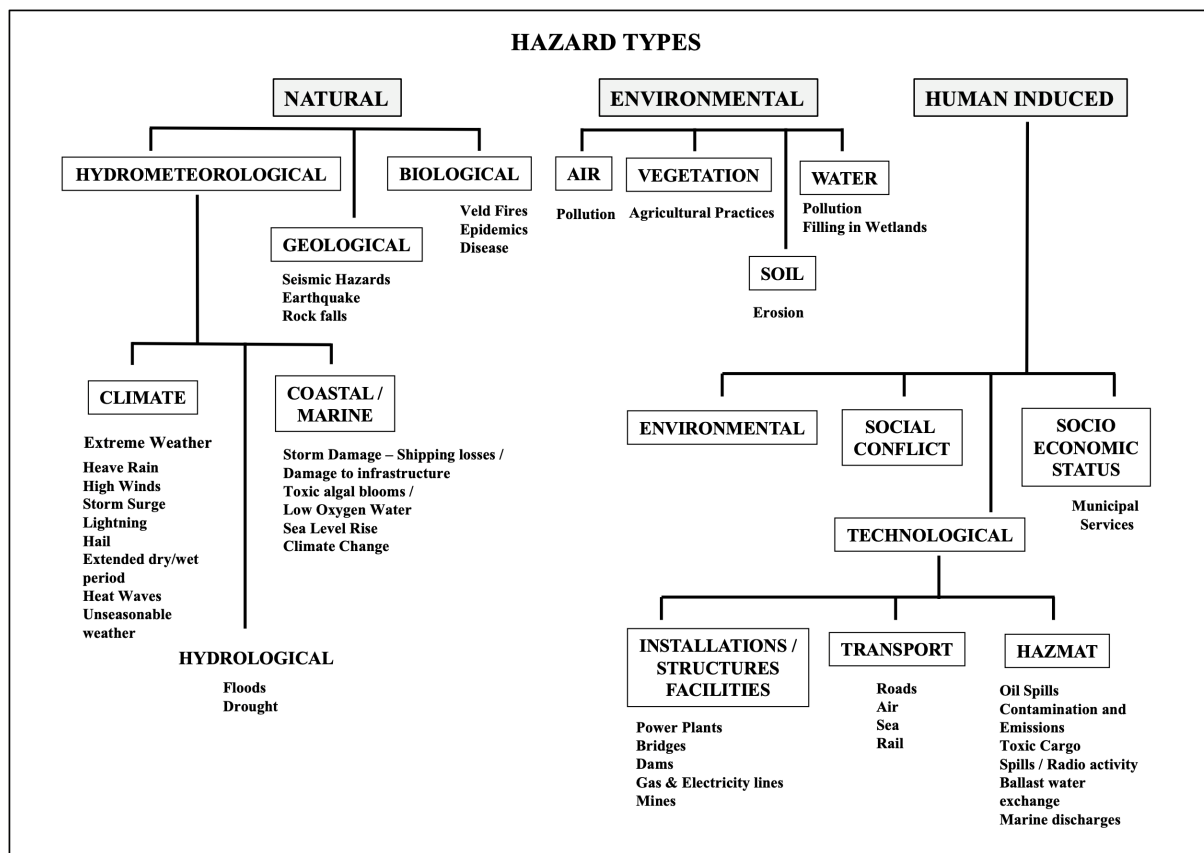 HAZARD TYPES
NATURAL
HYDROMETEOROLOGICAL
CLIMATE
Extreme Weather
Heave Rain
High Winds
Storm Surge
Lightning
Hail
Extended dry/wet
period
Heat Waves
Unseasonable
weather
HYDROLOGICAL
Floods
Drought
COASTAL /
MARINE
Storm Damage – Shipping losses /
Damage to infrastructure
Toxic algal blooms /
Low Oxygen Water
Sea Level Rise
Climate Change
GEOLOGICAL
Seismic Hazards
Earthquake
Rock falls
BIOLOGICAL
Veld Fires
Epidemics
Disease
ENVIRONMENTAL
AIR
Pollution
VEGETATION
Agricultural Practices
SOIL
Erosion
WATER
Pollution
Filling in Wetlands
HUMAN INDUCED
ENVIRONMENTAL
SOCIAL
CONFLICT
SOCIO
ECONOMIC
STATUS
Municipal
Services
TECHNOLOGICAL
INSTALLATIONS /
STRUCTURES
FACILITIES
Power Plants
Bridges
Dams
Gas & Electricity lines
Mines
TRANSPORT
Roads
Air
Sea
Rail
HAZMAT
Oil Spills
Contamination and
Emissions
Toxic Cargo
Spills / Radio activity
Ballast water
exchange
Marine discharges